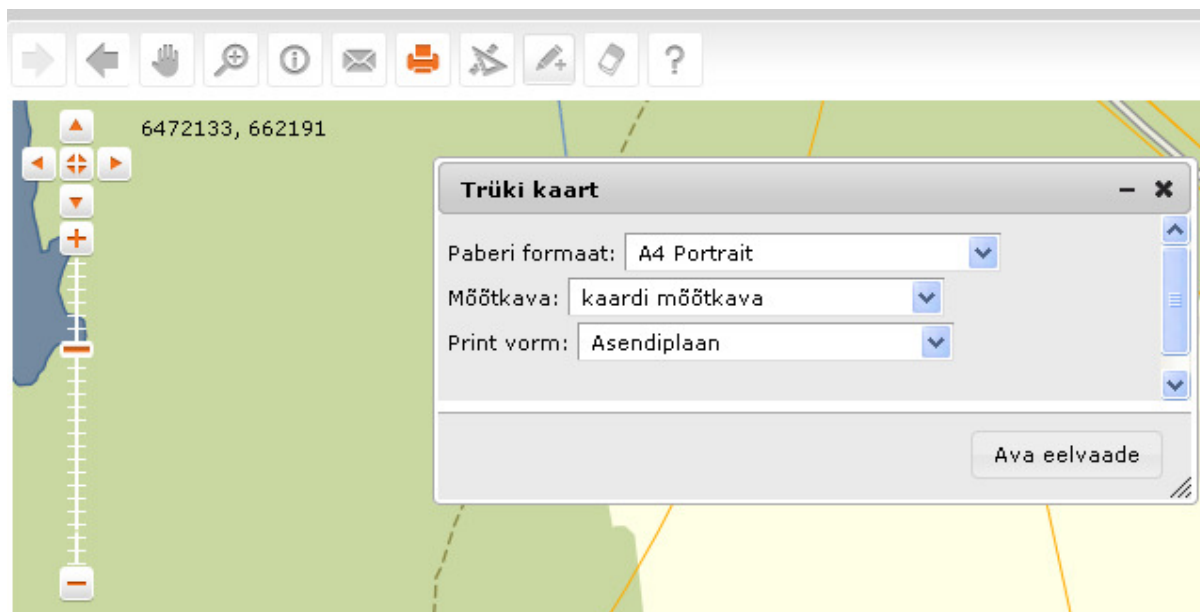 6472133, 662191
Trüki kaart
Paberi formaat: A4 Portrait
Mõõtkava: kaardi mõõtkava
Print vorm: Asendiplaan
Ava eelvaade